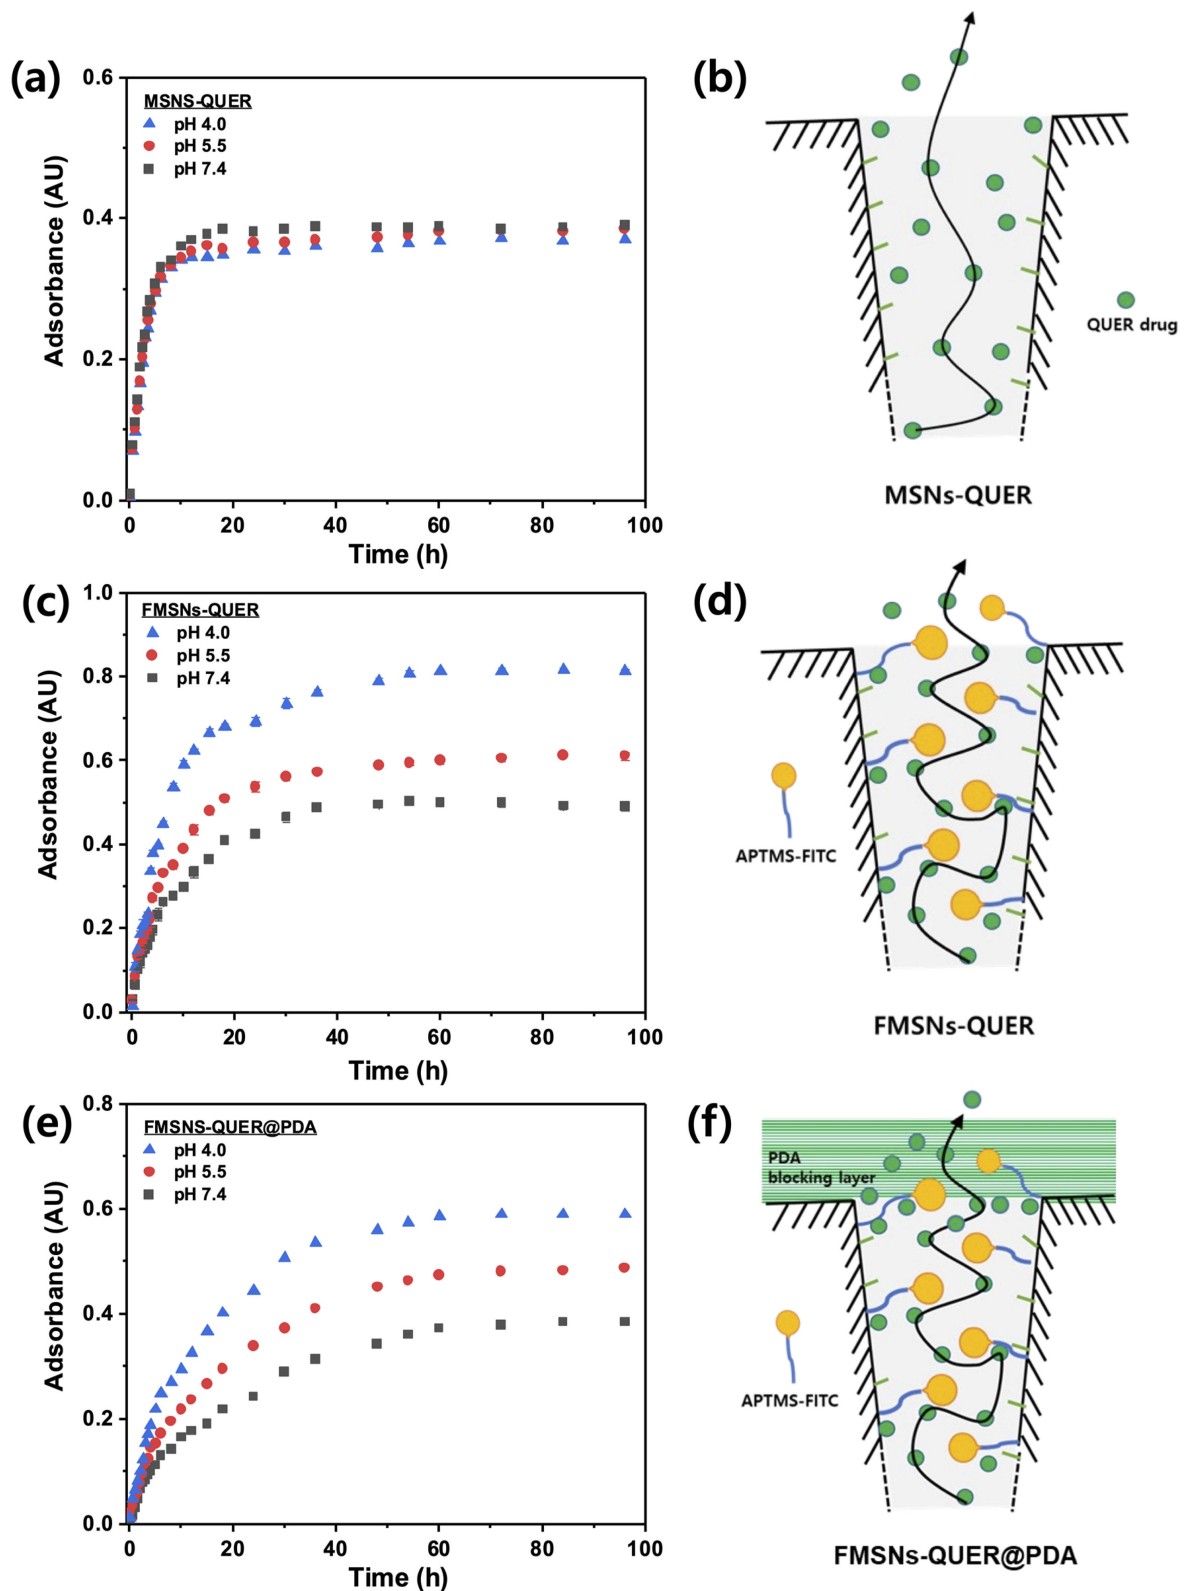 (a)
0.6
0.4
0.2
0.0
Adsorbance (AU)
MSNS-QUER
pH 4.0
pH 5.5
pH 7.4
0 20 40 60 80 100
Time (h)
(b)
QUER drug
MSNs-QUER
(c)
1.0
0.8
0.6
0.4
0.2
0.0
Adsorbance (AU)
FMSNs-QUER
pH 4.0
pH 5.5
pH 7.4
0 20 40 60 80 100
Time (h)
(d)
APTMS-FITC
FMSNs-QUER
(e)
0.8
0.6
0.4
0.2
0.0
Adsorbance (AU)
FMSNS-QUER@PDA
pH 4.0
pH 5.5
pH 7.4
0 20 40 60 80 100
Time (h)
(f)
PDA
blocking layer
APTMS-FITC
FMSNs-QUER@PDA